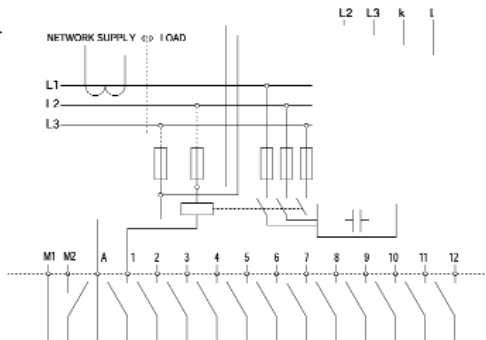 L2 L3 k l
NETWORK SUPPLY ⇦⇨ LOAD
L1
L2
L3
M1 M2 A 1 2 3 4 5 6 7 8 9 10 11 12